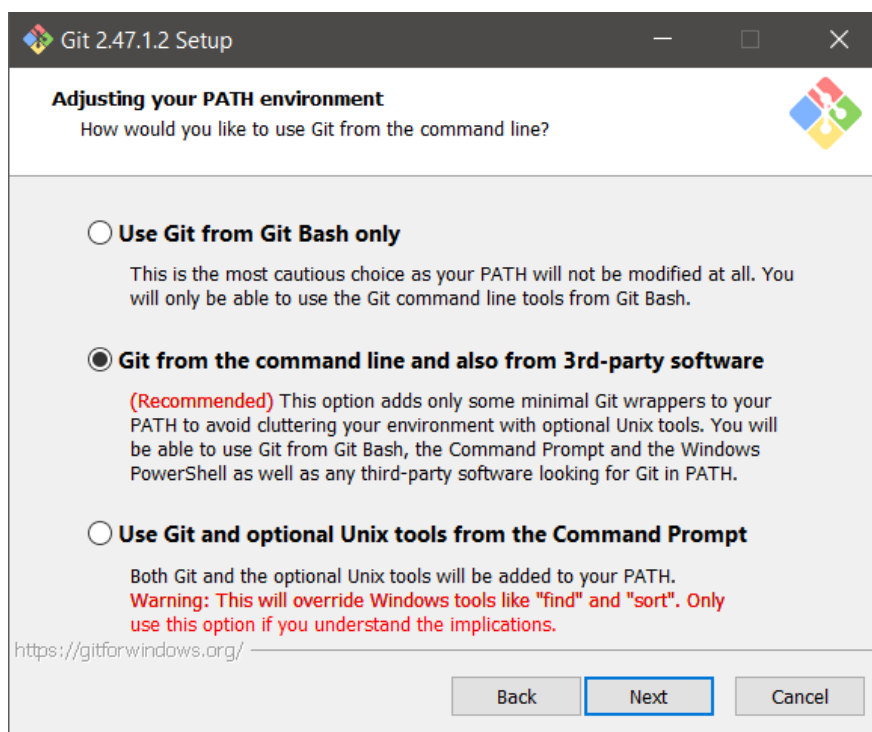 Git 2.47.1.2 Setup
Adjusting your PATH environment
How would you like to use Git from the command line?
Use Git from Git Bash only
This is the most cautious choice as your PATH will not be modified at all. You
will only be able to use the Git command line tools from Git Bash.
Git from the command line and also from 3rd-party software
(Recommended) This option adds only some minimal Git wrappers to your
PATH to avoid cluttering your environment with optional Unix tools. You will
be able to use Git from Git Bash, the Command Prompt and the Windows
PowerShell as well as any third-party software looking for Git in PATH.
Use Git and optional Unix tools from the Command Prompt
Both Git and the optional Unix tools will be added to your PATH.
Warning: This will override Windows tools like "find" and "sort". Only
use this option if you understand the implications.
https://gitforwindows.org/
Back Next Cancel